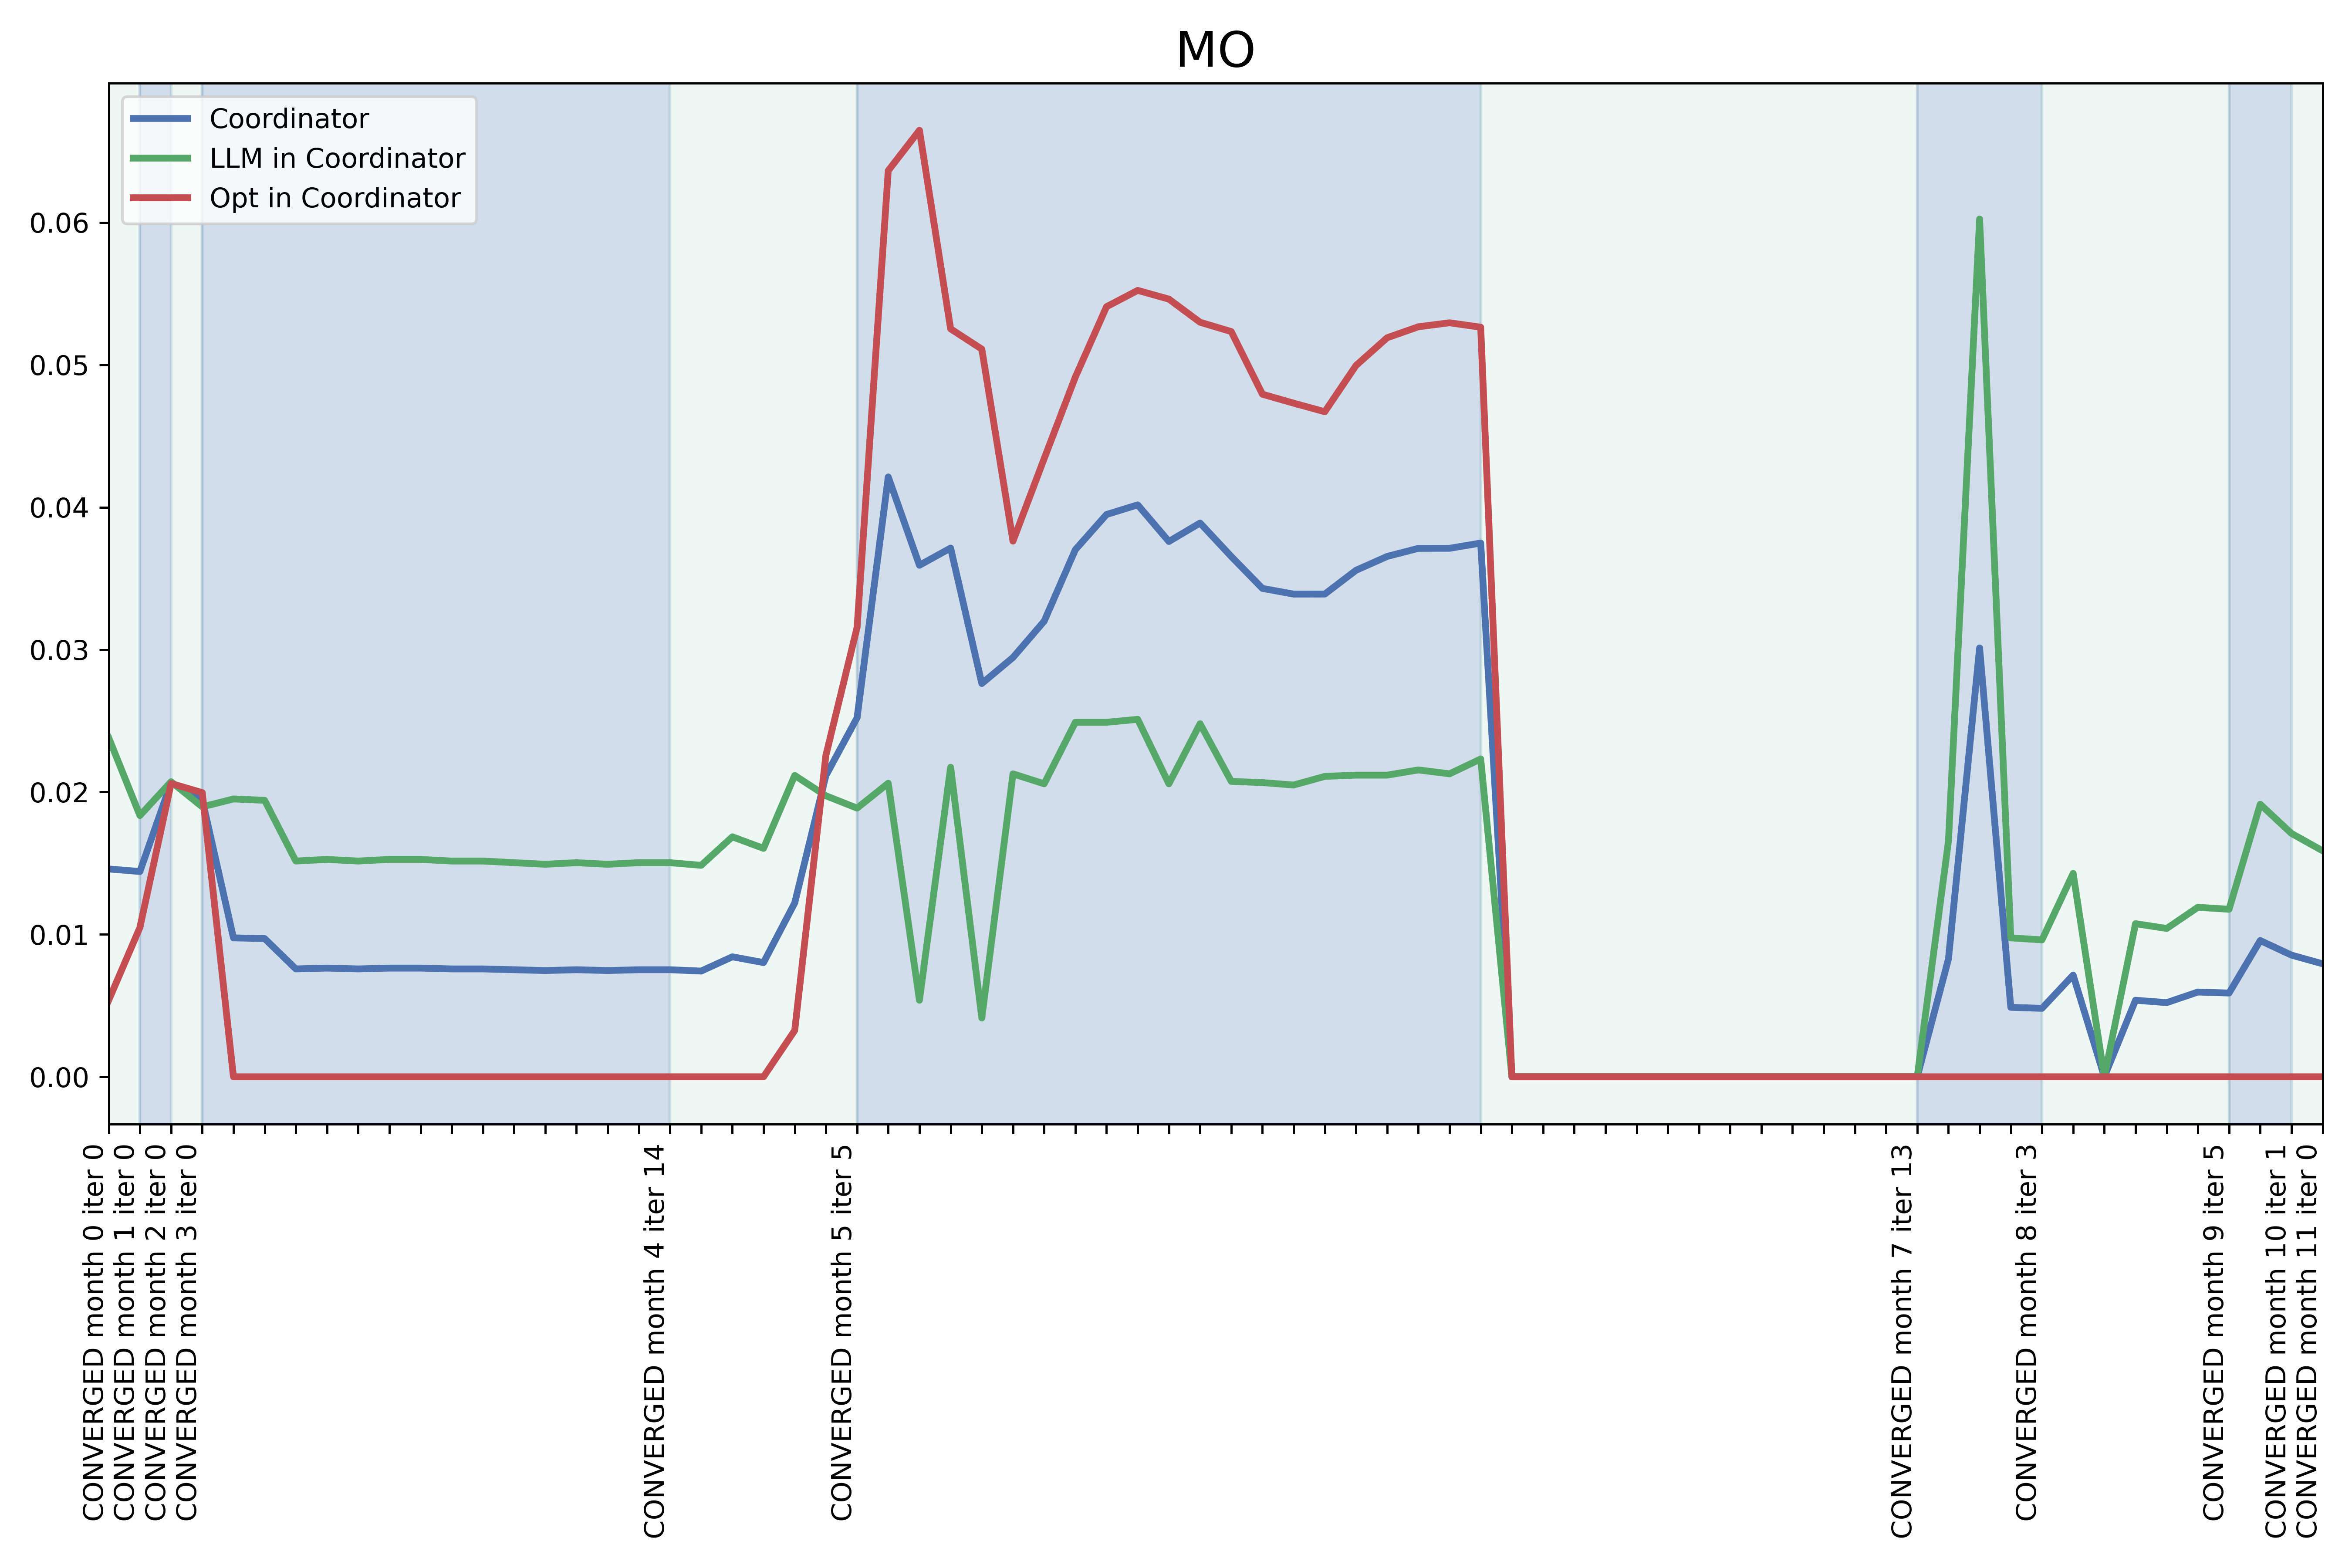 MO
Coordinator
LLM in Coordinator
Opt in Coordinator
0.06
0.05
0.04
0.03
0.02
0.01
0.00
CONVERGED month 0 iter 0
CONVERGED month 1 iter 0
CONVERGED month 2 iter 0
CONVERGED month 3 iter 0
CONVERGED month 4 iter 14
CONVERGED month 5 iter 5
CONVERGED month 7 iter 13
CONVERGED month 8 iter 3
CONVERGED month 9 iter 5
CONVERGED month 10 iter 1
CONVERGED month 11 iter 0